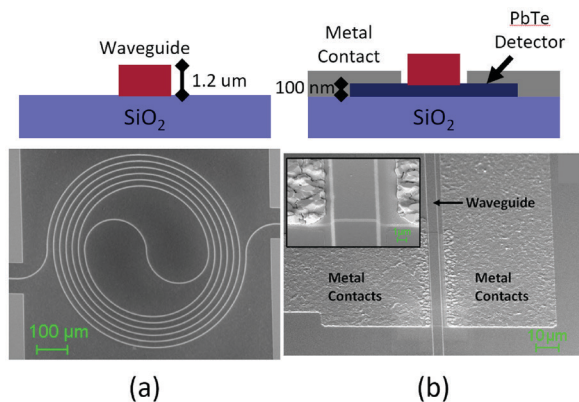 Waveguide
1.2 um
SiO2
100 µm
(a)
Metal
Contact
PbTe
Detector
100 nm
SiO2
Waveguide
Metal
Contacts
Metal
Contacts
10 µm
(b)